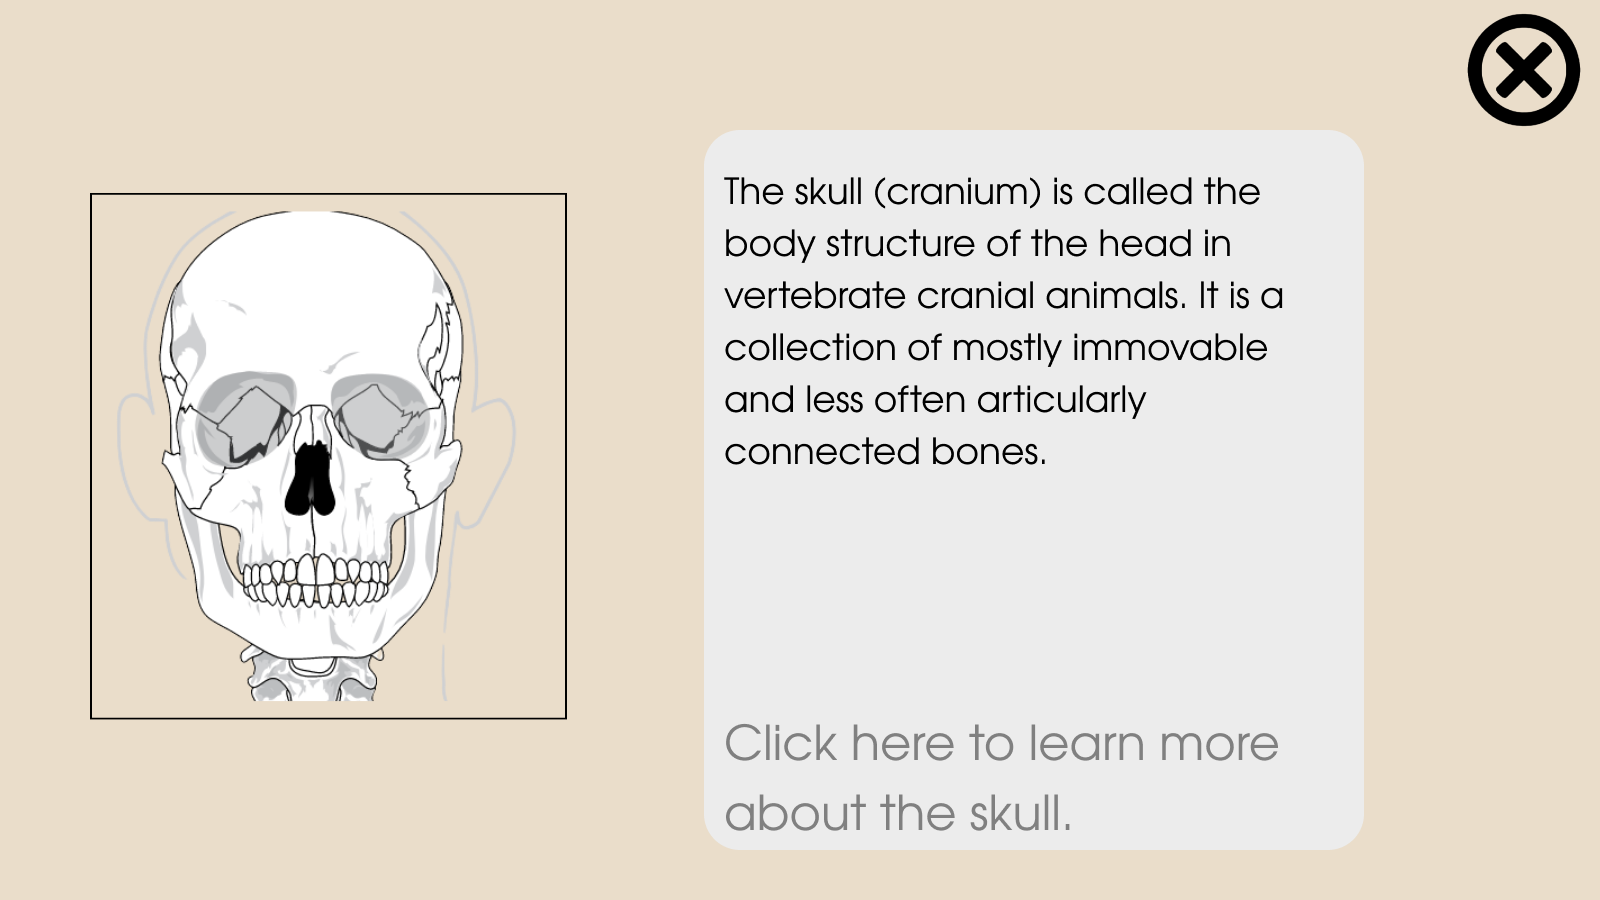 The skull (cranium) is called the
body structure of the head in
vertebrate cranial animals. It is a
collection of mostly immovable
and less often articularly
connected bones.
Click here to learn more
about the skull.